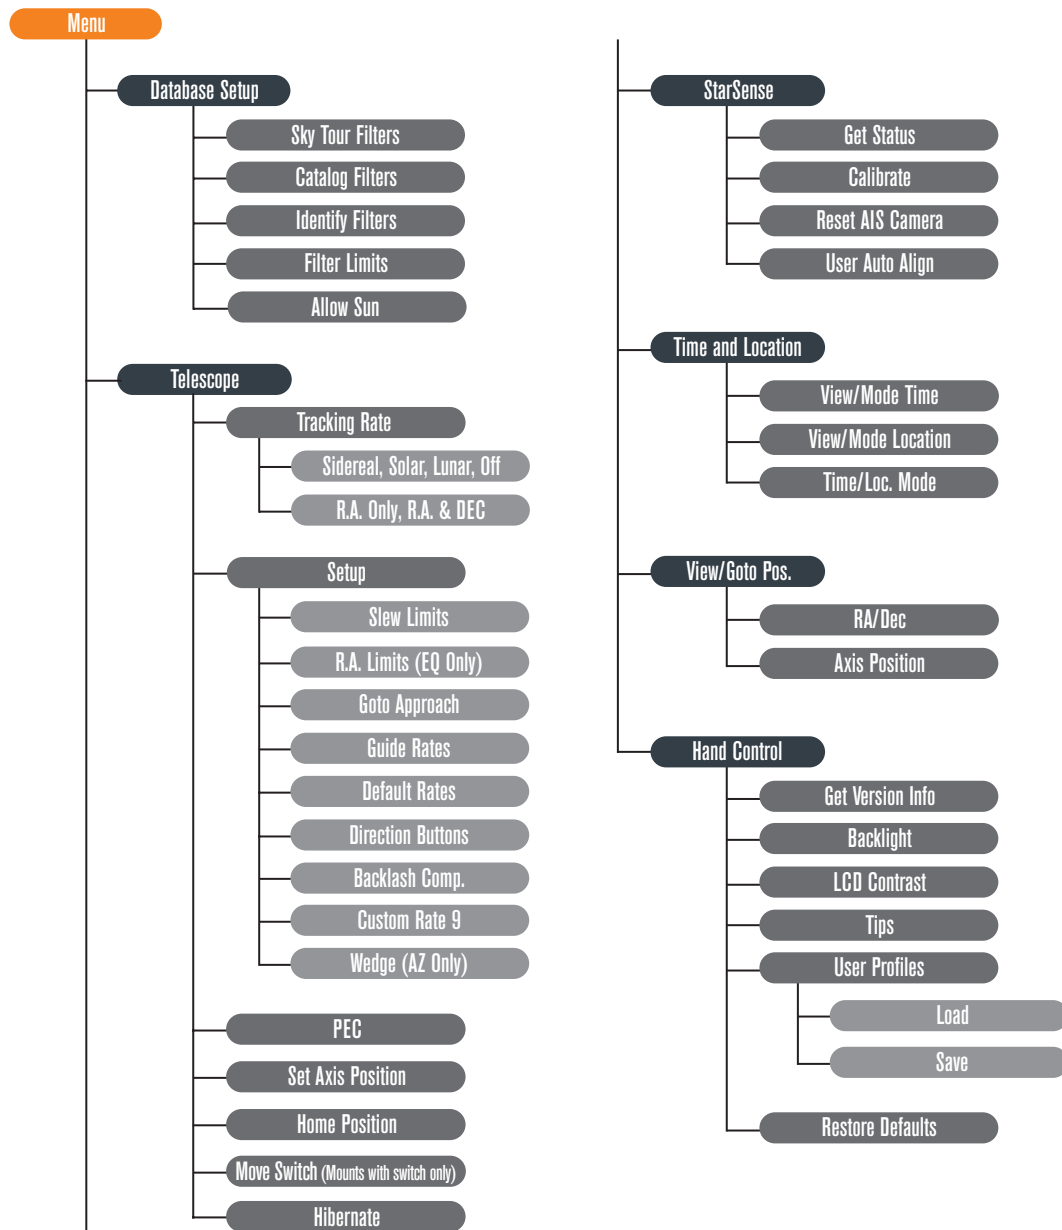 Menu
Database Setup
Sky Tour Filters
Catalog Filters
Identify Filters
Filter Limits
Allow Sun
Telescope
Tracking Rate
Sidereal, Solar, Lunar, Off
R.A. Only, R.A. & DEC
Setup
Slew Limits
R.A. Limits (EQ Only)
Goto Approach
Guide Rates
Default Rates
Direction Buttons
Backlash Comp.
Custom Rate 9
Wedge (AZ Only)
PEC
Set Axis Position
Home Position
Move Switch (Mounts with switch only)
Hibernate
StarSense
Get Status
Calibrate
Reset AIS Camera
User Auto Align
Time and Location
View/Mode Time
View/Mode Location
Time/Loc. Mode
View/Goto Pos.
RA/Dec
Axis Position
Hand Control
Get Version Info
Backlight
LCD Contrast
Tips
User Profiles
Load
Save
Restore Defaults